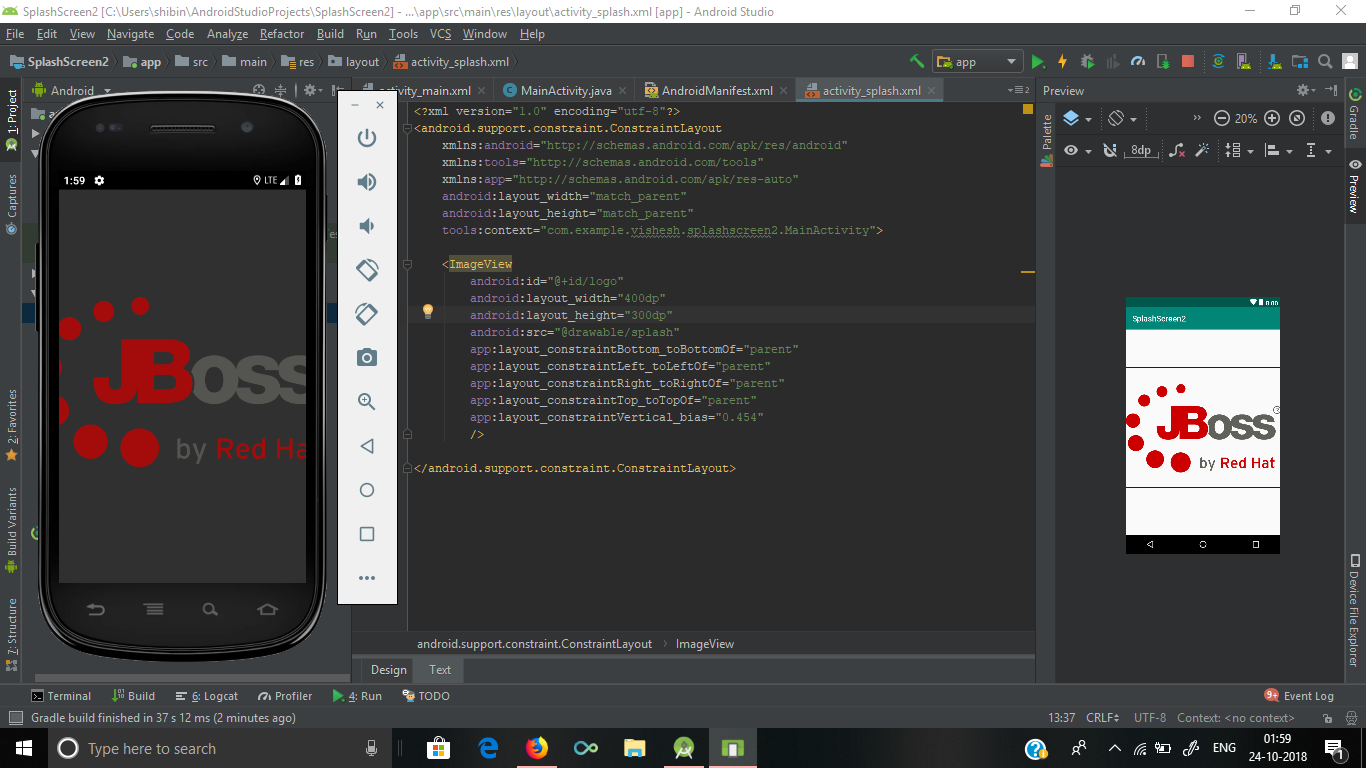 SplashScreen2 [C:\Users\shibin\AndroidStudioProjects\SplashScreen2] - ...\app\src\main\res\layout\activity_splash.xml [app] - Android Studio
File Edit View Navigate Code Analyze Refactor Build Run Tools VCS Window Help
SplashScreen2 app src main res layout activity_splash.xml app 
Android
activity_main.xml MainActivity.java AndroidManifest.xml activity_splash.xml 2
Preview
1: Project
Captures
2: Favorites
Build Variants
Z: Structure
1:59 LTE
JBoss
by Red Hat
<?xml version="1.0" encoding="utf-8"?>
<android.support.constraint.ConstraintLayout
xmlns:android="http://schemas.android.com/apk/res/android"
xmlns:tools="http://schemas.android.com/tools"
xmlns:app="http://schemas.android.com/apk/res-auto"
android:layout_width="match_parent"
android:layout_height="match_parent"
tools:context="com.example.vishesh.splashscreen2.MainActivity">
<ImageView
android:id="@+id/logo"
android:layout_width="400dp"
android:layout_height="300dp"
android:src="@drawable/splash"
app:layout_constraintBottom_toBottomOf="parent"
app:layout_constraintLeft_toLeftOf="parent"
app:layout_constraintRight_toRightOf="parent"
app:layout_constraintTop_toTopOf="parent"
app:layout_constraintVertical_bias="0.454"
/>
</android.support.constraint.ConstraintLayout>
android.support.constraint.ConstraintLayout ImageView
Design Text
Palette
20%
8dp
SplashScreen2
JBoss
by Red Hat
Gradle
Preview
Device File Explorer
Terminal Build 6: Logcat Profiler 4: Run TODO 9+ Event Log
Gradle build finished in 37 s 12 ms (2 minutes ago) 13:37 CRLF UTF-8 Context: <no context>
Type here to search
ENG
01:59
24-10-2018
1